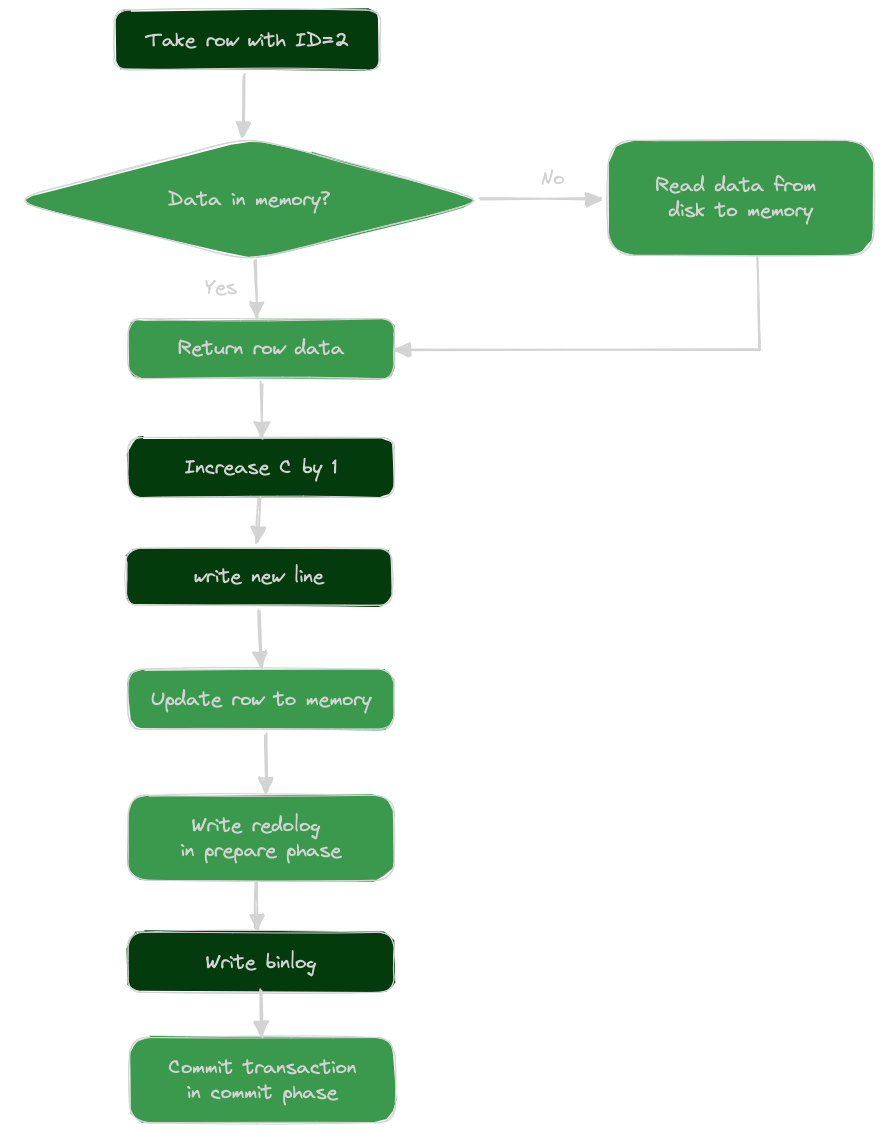 Take row with ID=2
Data in memory?
No
Read data from
disk to memory
Yes
Return row data
Increase C by 1
write new line
Update row to memory
Write redolog
in prepare phase
Write binlog
Commit transaction
in commit phase